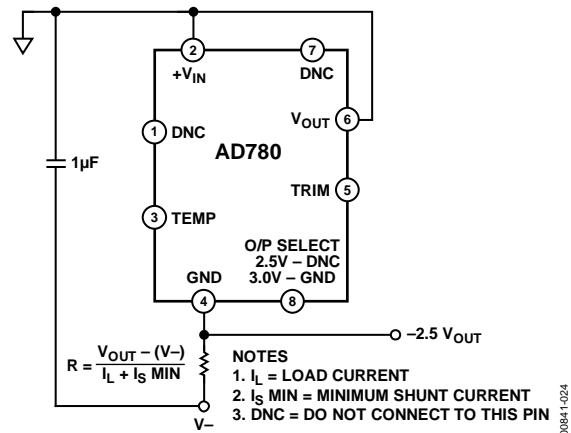 2
7
+VIN
DNC
VOUT 6
1 DNC
AD780
1µF
TRIM 5
3 TEMP
O/P SELECT
2.5V – DNC
3.0V – GND
GND
4
8
–2.5 VOUT
R = VOUT – (V–)
IL + IS MIN
V–
NOTES
1. IL = LOAD CURRENT
2. IS MIN = MINIMUM SHUNT CURRENT
3. DNC = DO NOT CONNECT TO THIS PIN
00841-024